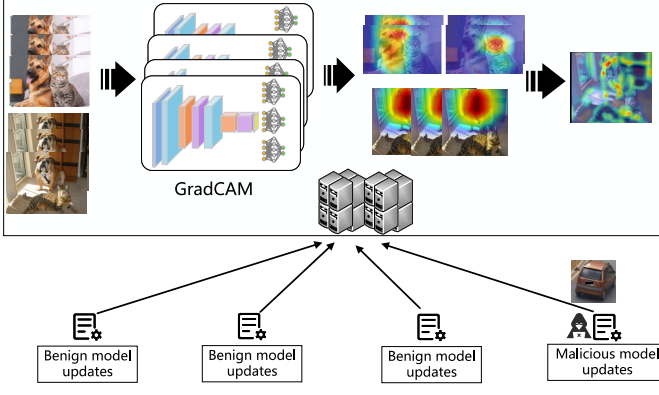 GradCAM
Benign model
updates
Benign model
updates
Benign model
updates
Malicious model
updates